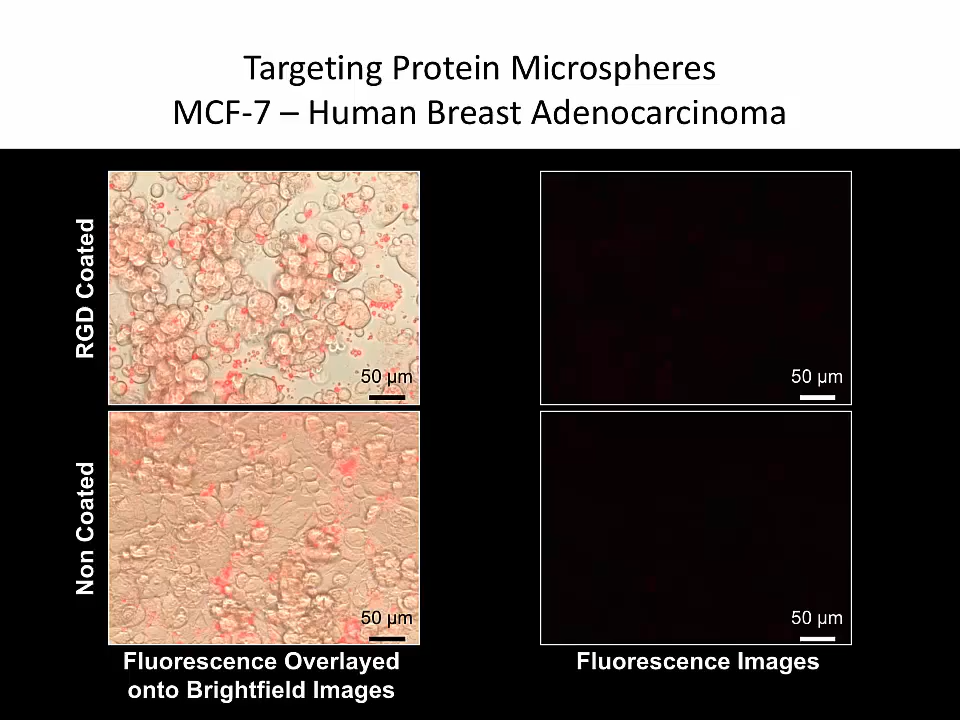 Targeting Protein Microspheres
MCF-7 – Human Breast Adenocarcinoma
RGD Coated
50 µm
50 µm
Non Coated
50 µm
50 µm
Fluorescence Overlayed
onto Brightfield Images
Fluorescence Images